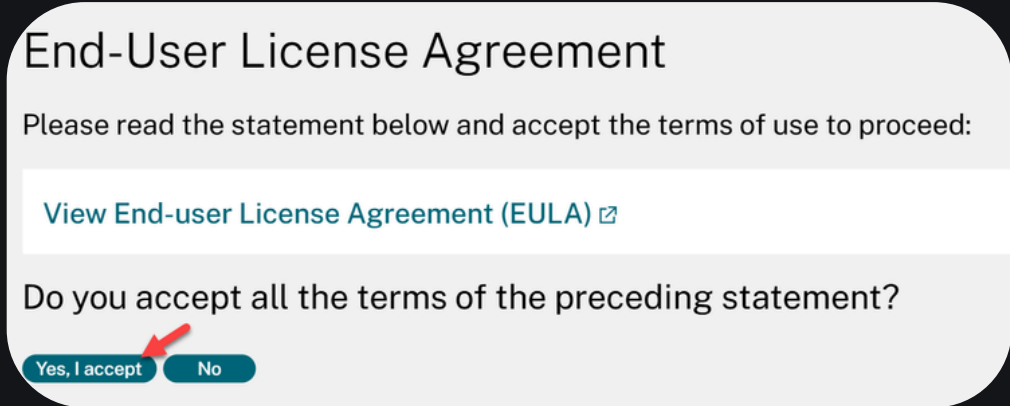 End-User License Agreement
Please read the statement below and accept the terms of use to proceed:
View End-user License Agreement (EULA)
Do you accept all the terms of the preceding statement?
Yes, I accept No